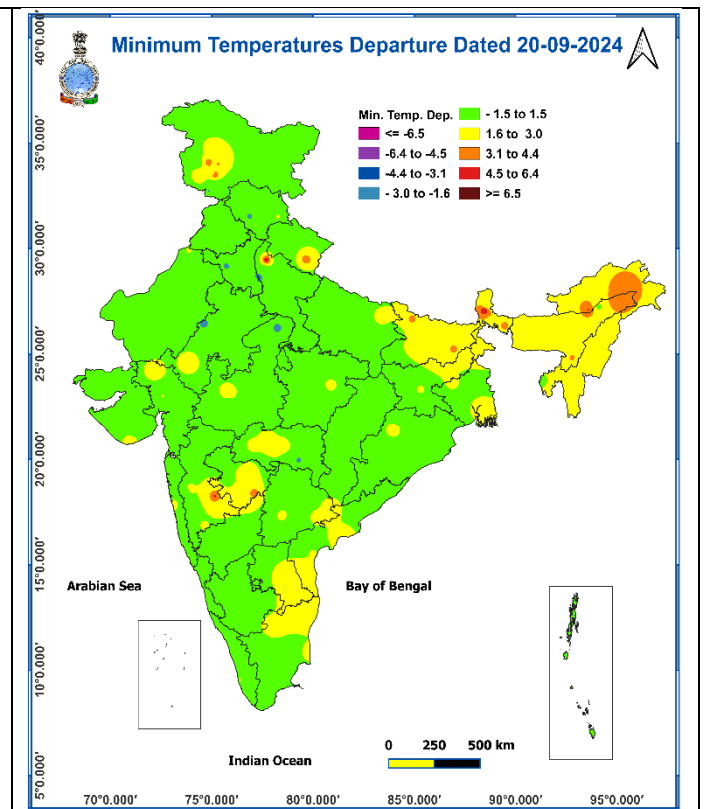 Minimum Temperatures Departure Dated 20-09-2024
Min. Temp. Dep.
<= -6.5
-6.4 to -4.5
-4.4 to -3.1
- 3.0 to -1.6
- 1.5 to 1.5
1.6 to 3.0
3.1 to 4.4
4.5 to 6.4
>= 6.5
40°0.000'
35°0.000'
30°0.000'
25°0.000'
20°0.000'
15°0.000'
10°0.000'
5°0.000'
Arabian Sea
Bay of Bengal
Indian Ocean
0 250 500 km
70°0.000' 75°0.000' 80°0.000' 85°0.000' 90°0.000' 95°0.000'